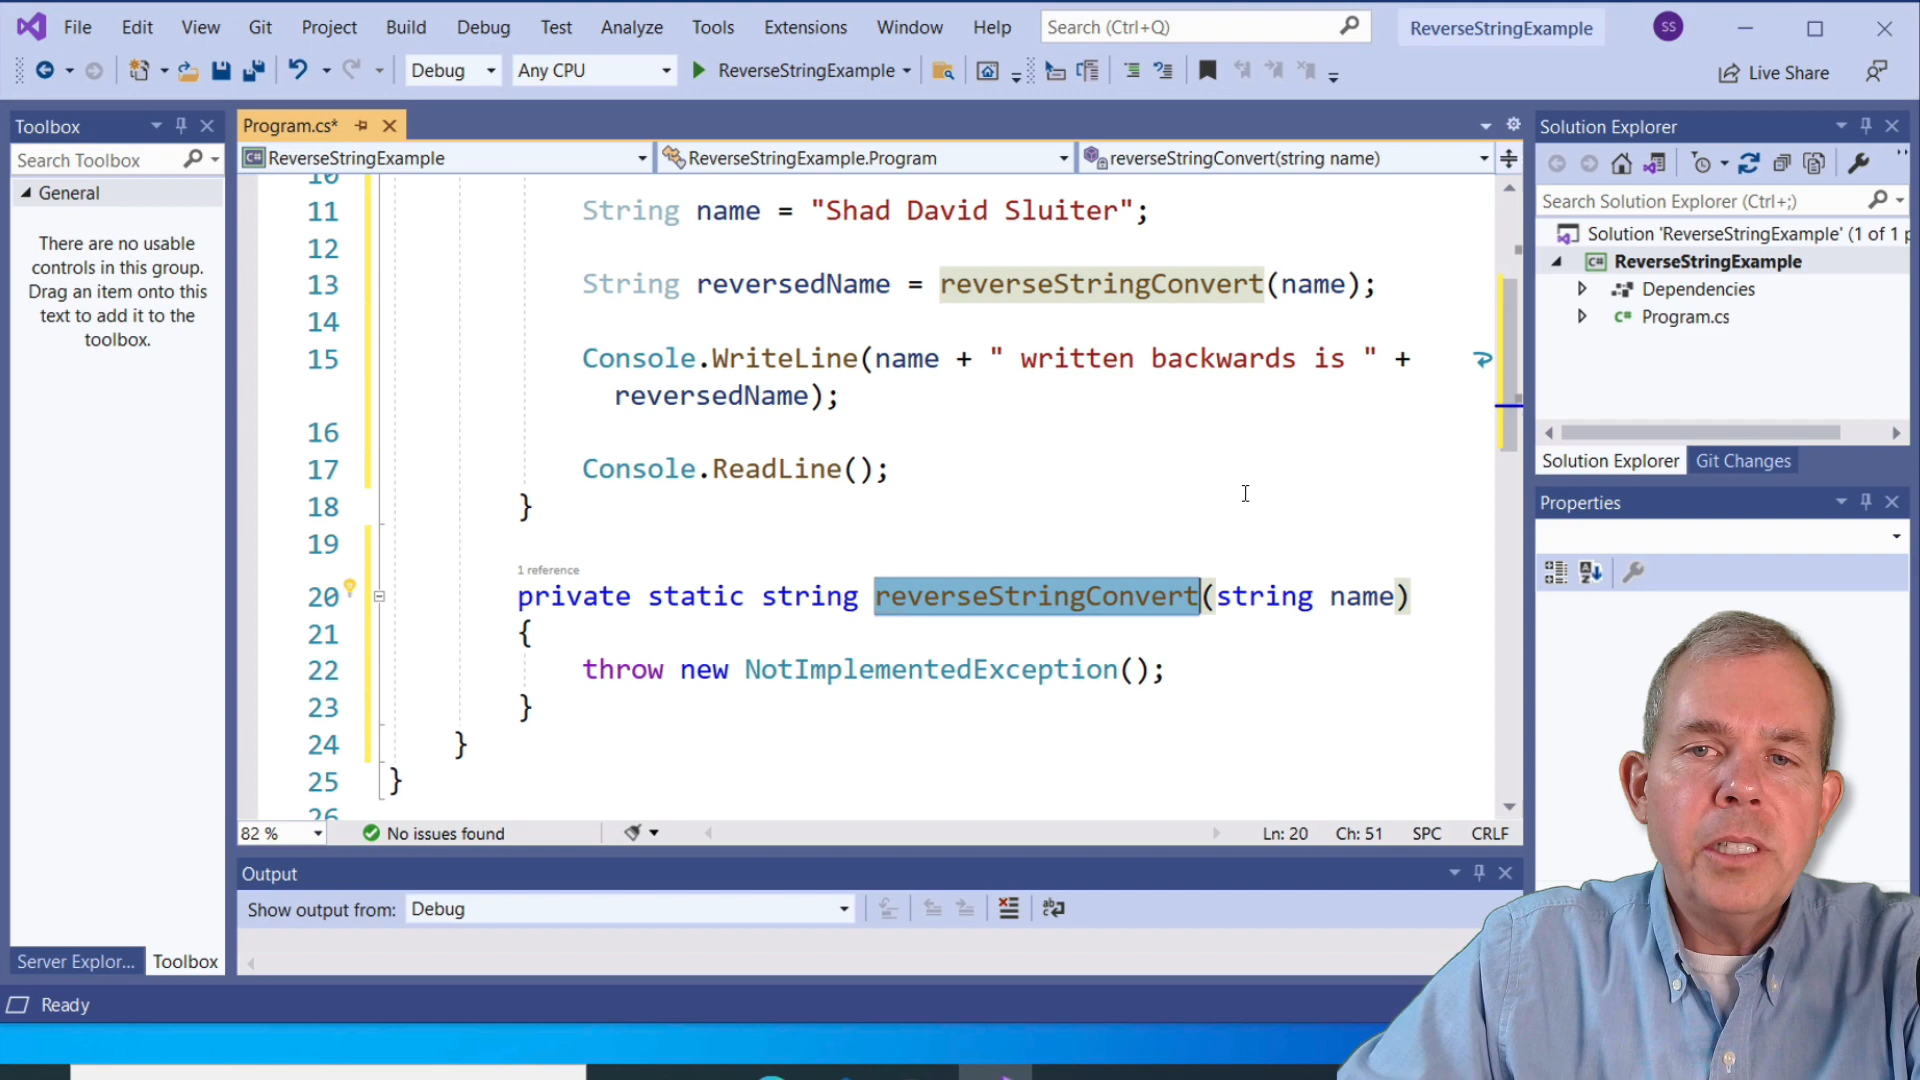 File Edit View Git Project Build Debug Test Tools Analyze Extensions Window Help Search (Ctrl+Q) ReverseStringExample SS
Debug Any CPU ReverseStringExample Live Share
Toolbox
Search Toolbox
General
There are no usable
controls in this group.
Drag an item onto this
text to add it to the
toolbox.
Server Explor... Toolbox
Program.cs*
ReverseStringExample ReverseStringExample.Program reverseStringConvert(string name)
10
11 String name = "Shad David Sluiter";
12
13 String reversedName = reverseStringConvert(name);
14
15 Console.WriteLine(name + " written backwards is " +
reversedName);
16
17 Console.ReadLine();
18 }
19
1 reference
20 private static string reverseStringConvert(string name)
21 {
22 throw new NotImplementedException();
23 }
24 }
25 }
26
82 % No issues found Ln: 20 Ch: 51 SPC CRLF
Output
Show output from: Debug
Solution Explorer
Search Solution Explorer (Ctrl+;)
Solution 'ReverseStringExample' (1 of 1 p
C# ReverseStringExample
Dependencies
C# Program.cs
Solution Explorer Git Changes
Properties
Ready